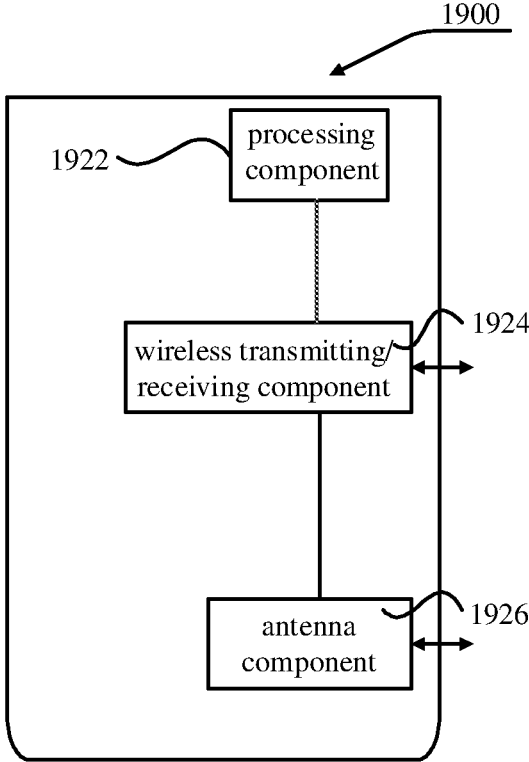 1900
processing
component
1922
1924
wireless transmitting/
receiving component
1926
antenna
component